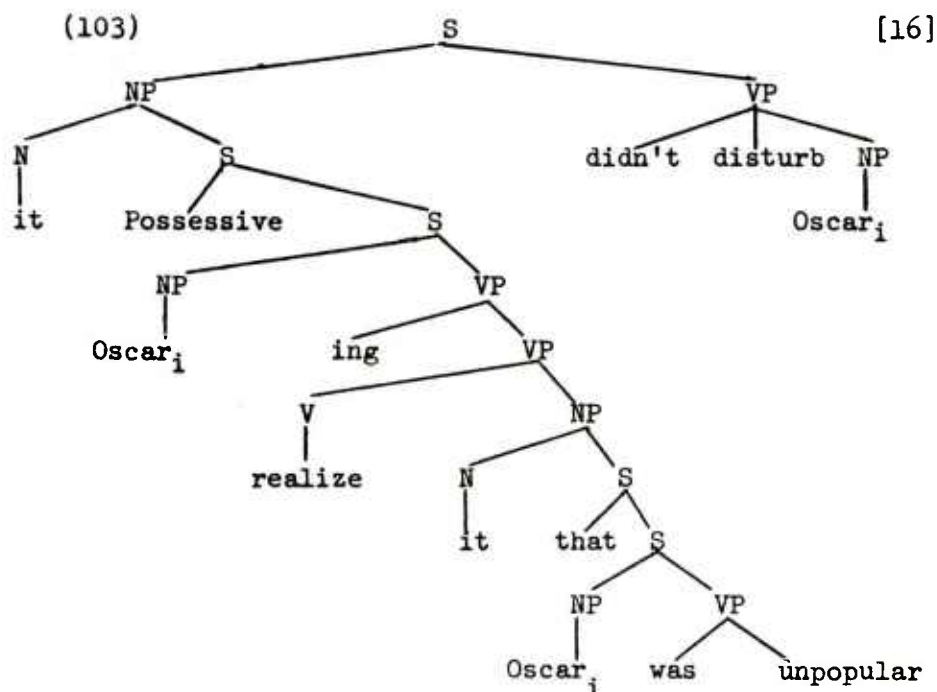 (103) S [16]
NP VP
N S didn't disturb NP
it Possessive S Oscar_i
NP VP
Oscar_i ing VP
V NP
realize N S
it that S
NP VP
Oscar_i was unpopular